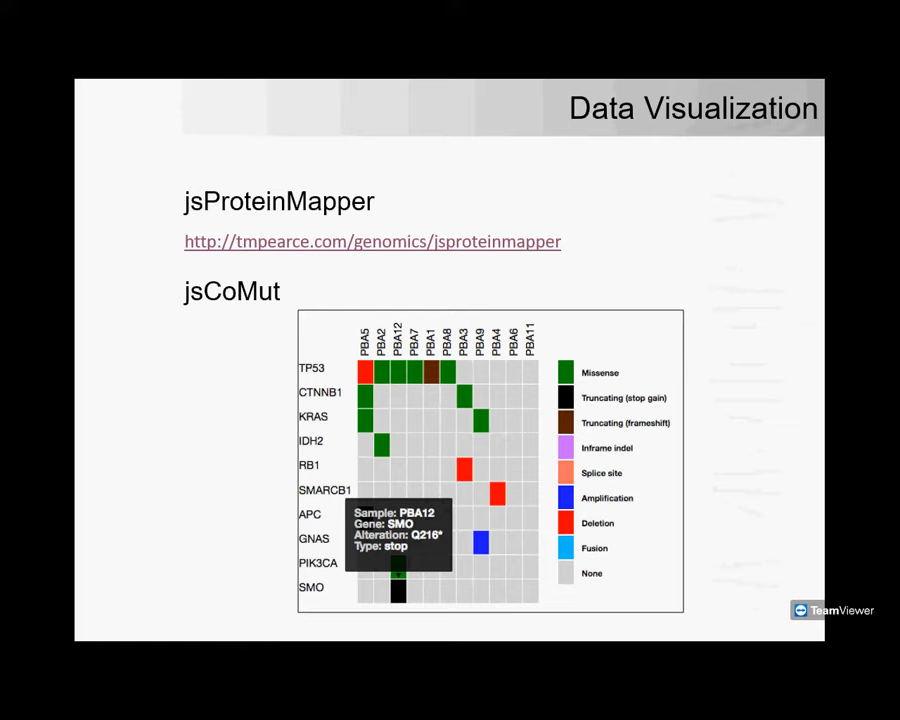 Data Visualization
jsProteinMapper
http://tmpearce.com/genomics/jsproteinmapper
jsCoMut
PBA5 PBA2 PBA12 PBA7 PBA1 PBA8 PBA3 PBA9 PBA4 PBA6 PBA11
TP53
CTNNB1
KRAS
IDH2
RB1
SMARCB1
APC
GNAS
PIK3CA
SMO
Sample: PBA12
Gene: SMO
Alteration: Q216*
Type: stop
Missense
Truncating (stop gain)
Truncating (frameshift)
Inframe indel
Splice site
Amplification
Deletion
Fusion
None
TeamViewer